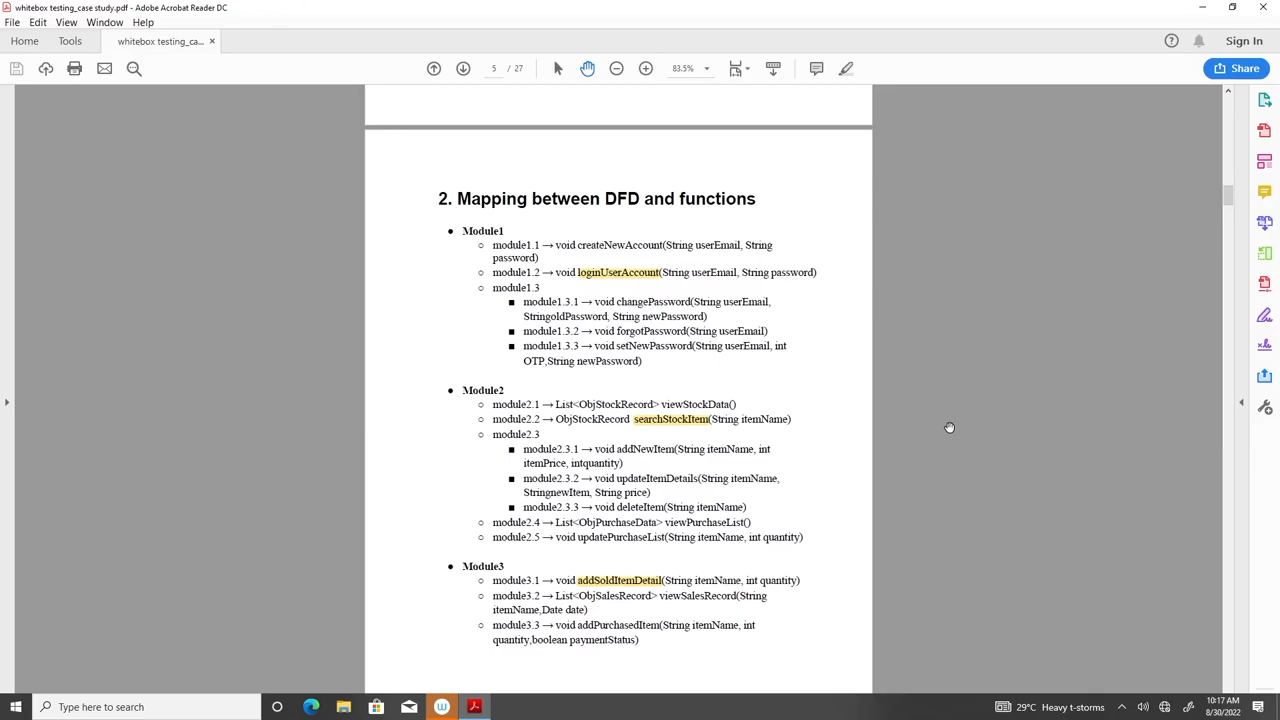 whitebox testing_case study.pdf - Adobe Acrobat Reader DC
File Edit View Window Help
Home Tools whitebox testing_ca... × Sign In
5 / 27 83.5% Share
2. Mapping between DFD and functions
● Module1
○ module1.1 → void createNewAccount(String userEmail, String
password)
○ module1.2 → void loginUserAccount(String userEmail, String password)
○ module1.3
■ module1.3.1 → void changePassword(String userEmail,
StringoldPassword, String newPassword)
■ module1.3.2 → void forgotPassword(String userEmail)
■ module1.3.3 → void setNewPassword(String userEmail, int
OTP,String newPassword)
● Module2
○ module2.1 → List<ObjStockRecord> viewStockData()
○ module2.2 → ObjStockRecord searchStockItem(String itemName)
○ module2.3
■ module2.3.1 → void addNewItem(String itemName, int
itemPrice, intquantity)
■ module2.3.2 → void updateItemDetails(String itemName,
StringnewItem, String price)
■ module2.3.3 → void deleteItem(String itemName)
○ module2.4 → List<ObjPurchaseData> viewPurchaseList()
○ module2.5 → void updatePurchaseList(String itemName, int quantity)
● Module3
○ module3.1 → void addSoldItemDetail(String itemName, int quantity)
○ module3.2 → List<ObjSalesRecord> viewSalesRecord(String
itemName,Date date)
○ module3.3 → void addPurchasedItem(String itemName, int
quantity,boolean paymentStatus)
Type here to search 29°C Heavy t-storms 10:17 AM
8/30/2022